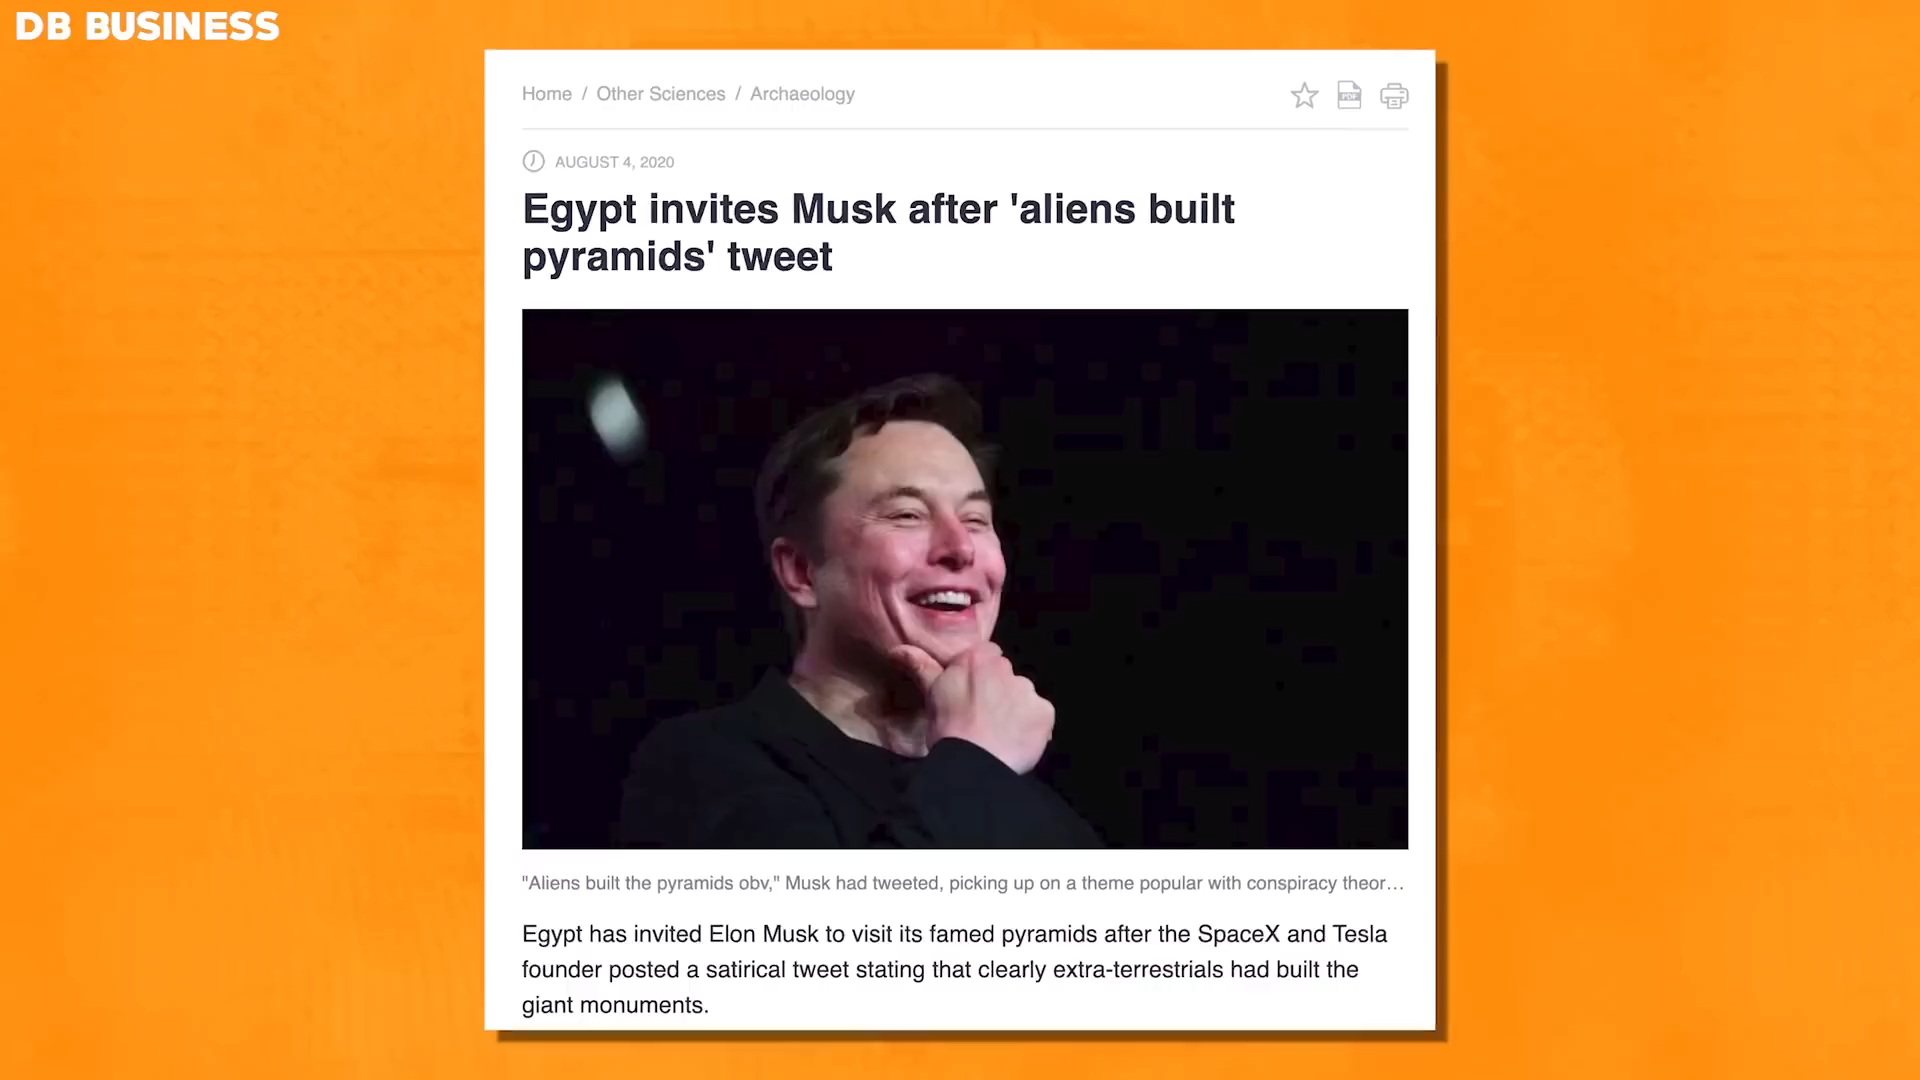 DB BUSINESS
Home / Other Sciences / Archaeology
PDF
AUGUST 4, 2020
Egypt invites Musk after 'aliens built
pyramids' tweet
"Aliens built the pyramids obv," Musk had tweeted, picking up on a theme popular with conspiracy theor...
Egypt has invited Elon Musk to visit its famed pyramids after the SpaceX and Tesla
founder posted a satirical tweet stating that clearly extra-terrestrials had built the
giant monuments.